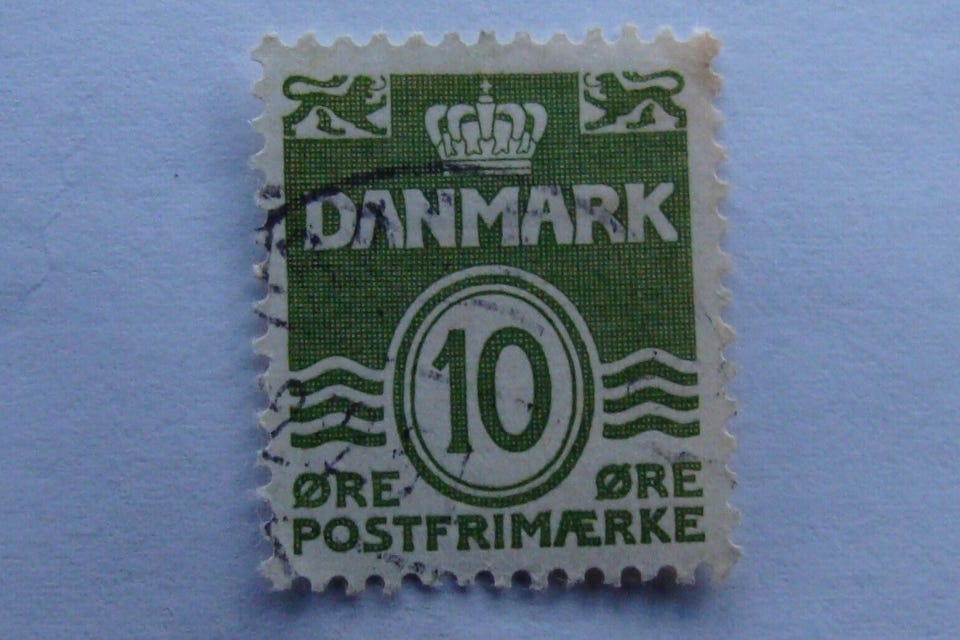 DANMARK
10
ØRE ØRE
POSTFRIMÆRKE